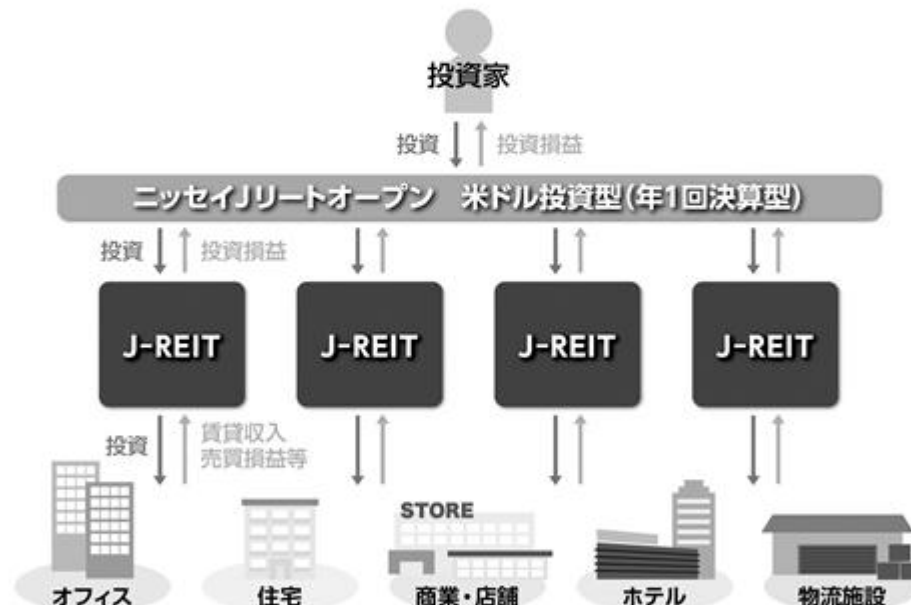 投資家
投資
投資損益
ニッセイJリートオープン 米ドル投資型(年1回決算型)
投資
投資損益
J-REIT
J-REIT
J-REIT
J-REIT
投資
賃貸収入
売買損益等
STORE
オフィス
住宅
商業・店舗
ホテル
物流施設